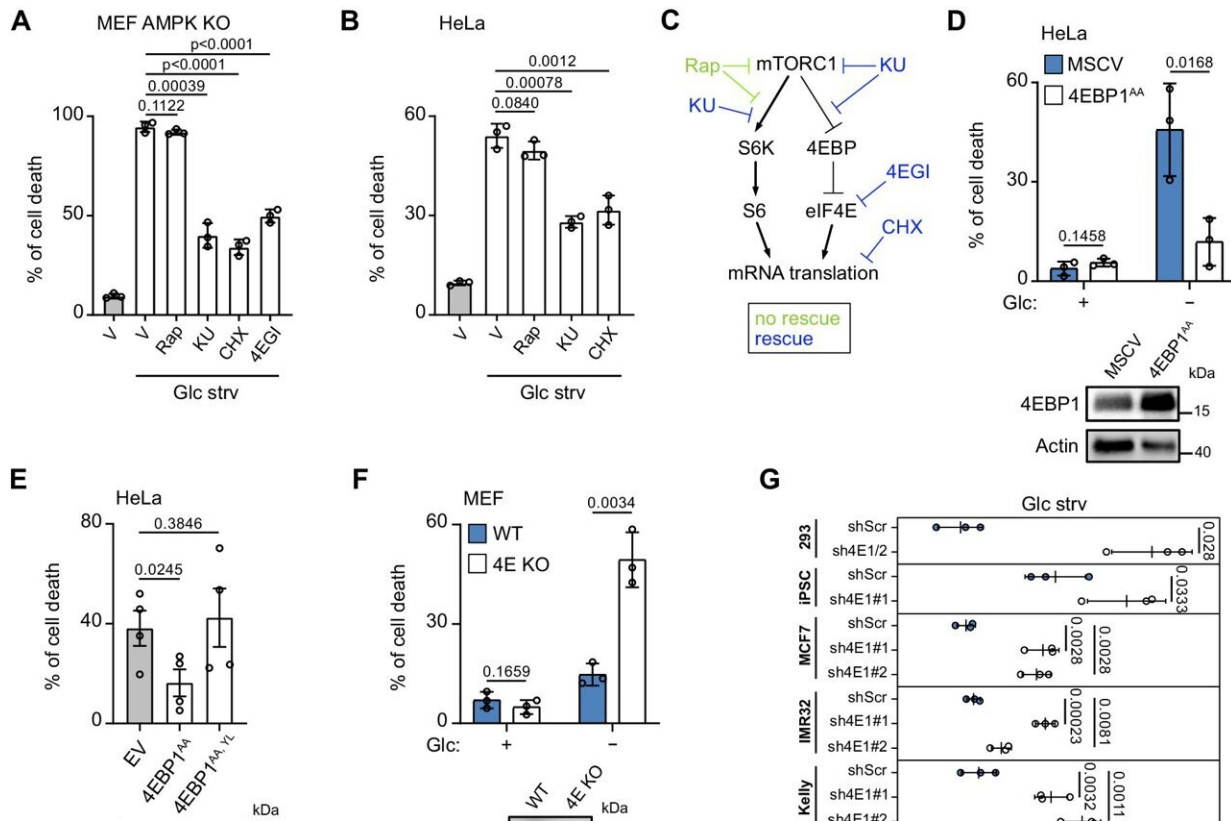 A
MEF AMPK KO
p<0.0001
p<0.0001
0.00039
0.1122
% of cell death
100
50
0
V
V
Rap
KU
CHX
4EGI
Glc strv
B
HeLa
0.0012
0.00078
0.0840
% of cell death
60
30
0
V
V
Rap
KU
CHX
Glc strv
C
Rap
mTORC1
KU
KU
S6K
4EBP
4EGI
S6
eIF4E
CHX
mRNA translation
no rescue
rescue
D
HeLa
MSCV
4EBP1AA
0.0168
% of cell death
60
30
0
0.1458
Glc:
+
−
MSCV
4EBP1AA
kDa
4EBP1
15
Actin
40
E
HeLa
0.3846
0.0245
% of cell death
80
40
0
EV
4EBP1AA
4EBP1AA, YL
kDa
F
MEF
WT
4E KO
0.0034
% of cell death
60
30
0
0.1659
Glc:
+
−
WT
4E KO
kDa
G
Glc strv
293
shScr
sh4E1/2
0.028
iPSC
shScr
sh4E1#1
0.0333
MCF7
shScr
sh4E1#1
sh4E1#2
0.0028
0.0028
IMR32
shScr
sh4E1#1
sh4E1#2
0.00023
0.0081
Kelly
shScr
sh4E1#1
sh4E1#2
0.0032
0.0011